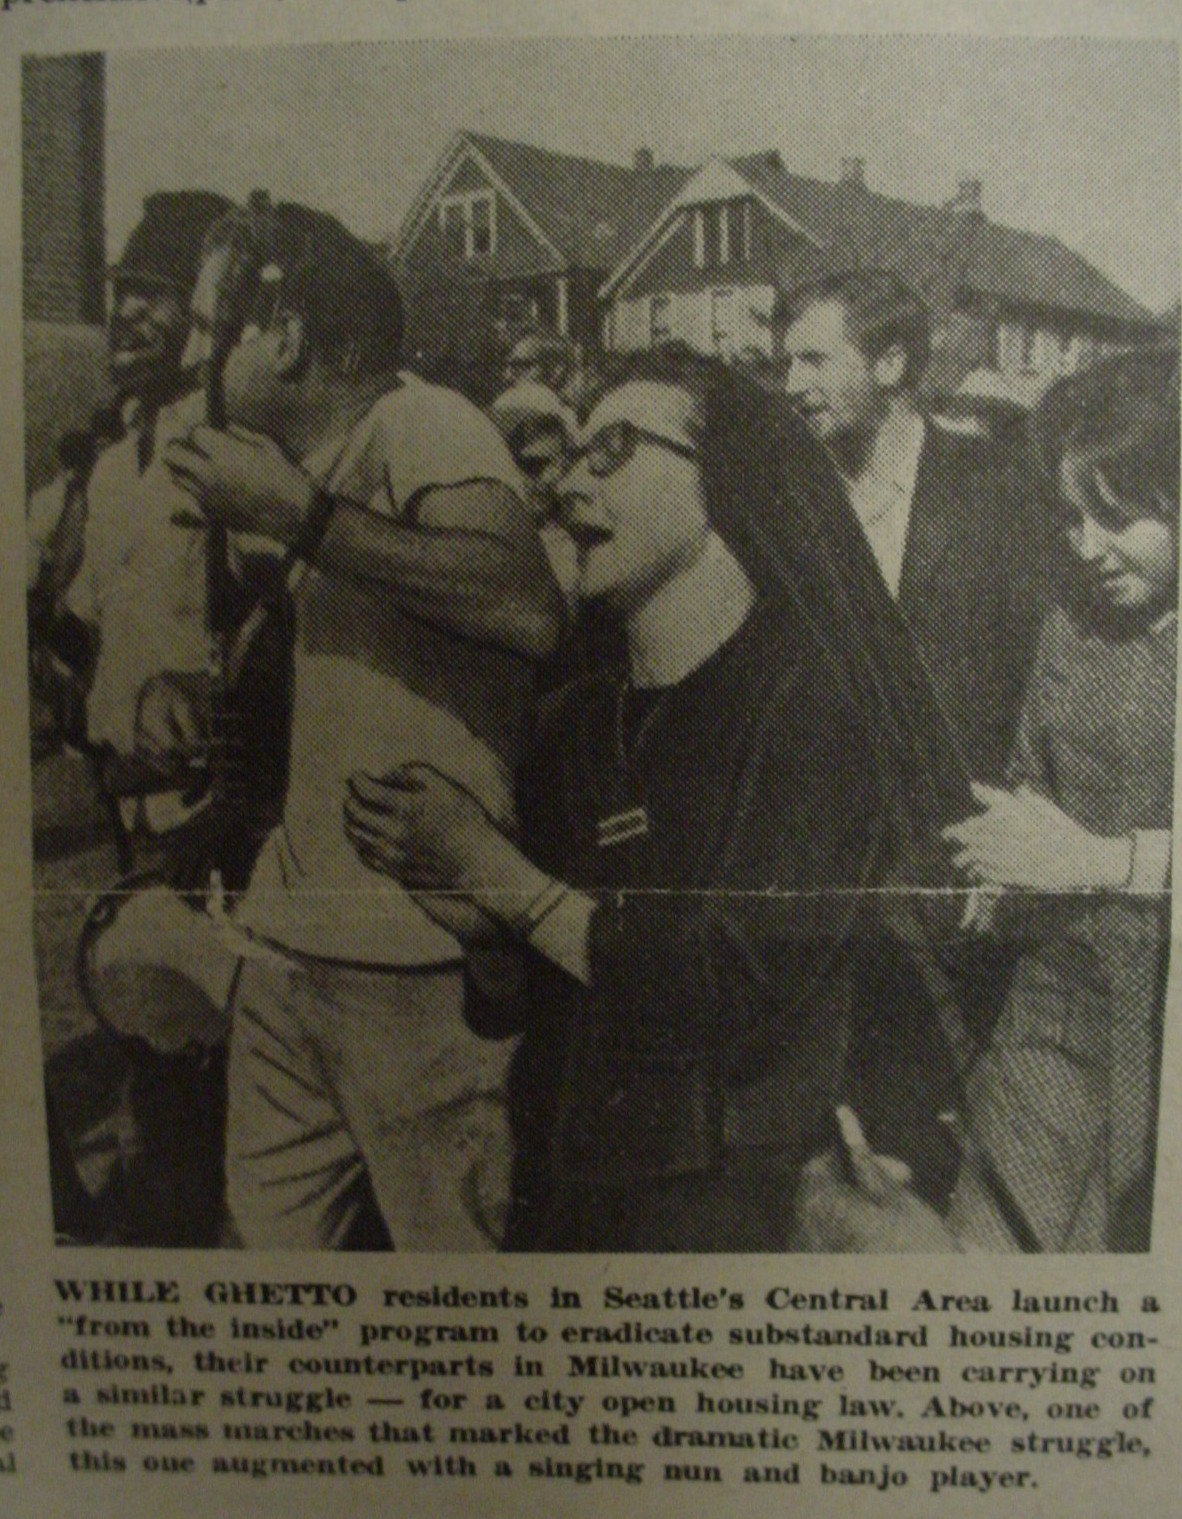 WHILE GHETTO residents in Seattle's Central Area launch a
"from the inside" program to eradicate substandard housing con-
ditions, their counterparts in Milwaukee have been carrying on
a similar struggle — for a city open housing law. Above, one of
the mass marches that marked the dramatic Milwaukee struggle,
this one augmented with a singing nun and banjo player.